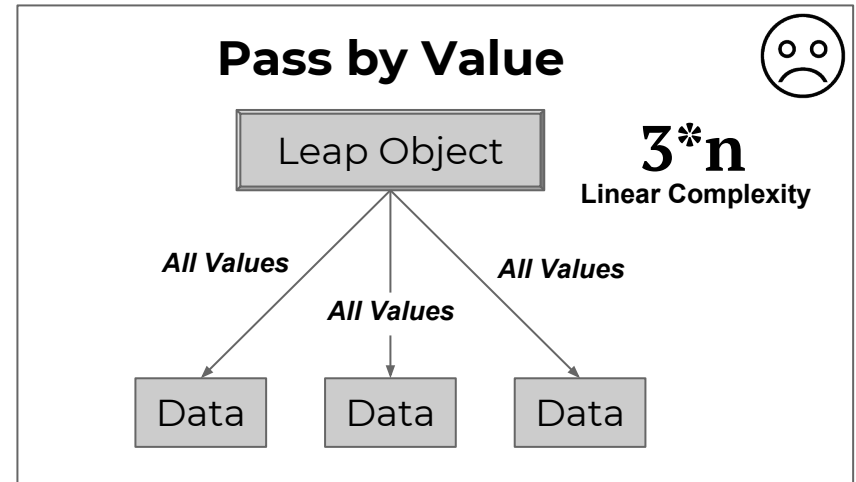 Pass by Value
Leap Object
3*n
Linear Complexity
All Values
All Values
All Values
Data
Data
Data